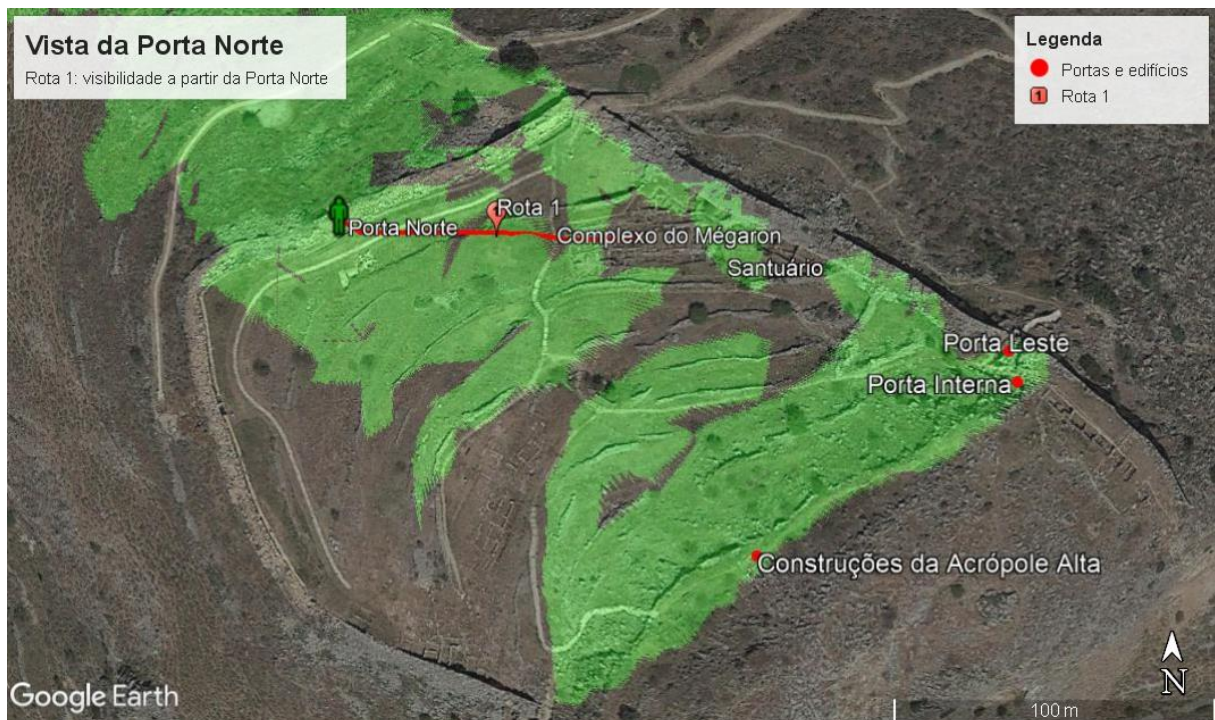 Vista da Porta Norte
Rota 1: visibilidade a partir da Porta Norte
Legenda
Portas e edifícios
1 Rota 1
Rota 1
Porta Norte
Complexo do Mégaron
Santuário
Porta Leste
Porta Interna
Construções da Acrópole Alta
Google Earth
N
100 m